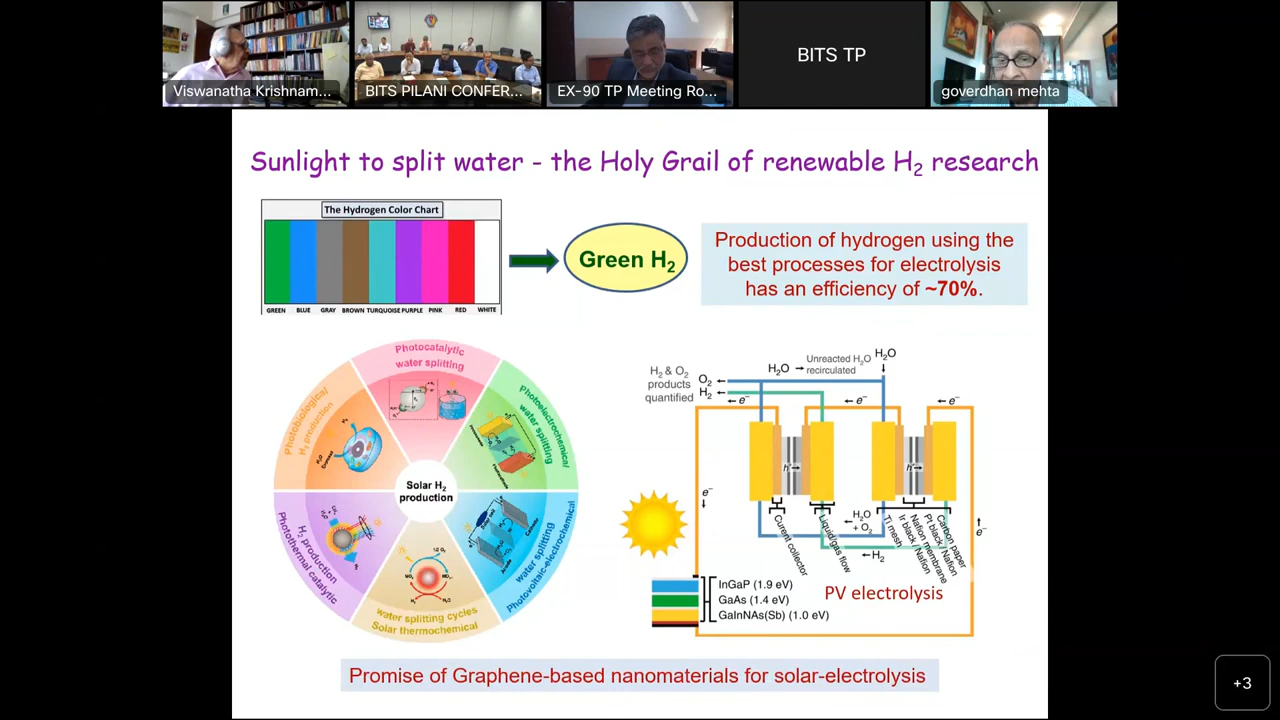 Viswanatha Krishnam...
BITS PILANI CONFER...
EX-90 TP Meeting Ro...
BITS TP
goverdhan mehta
Sunlight to split water - the Holy Grail of renewable H₂ research
The Hydrogen Color Chart
GREEN BLUE GRAY BROWN TURQUOISE PURPLE PINK RED WHITE
Green H₂
Production of hydrogen using the
best processes for electrolysis
has an efficiency of ~70%.
Photocatalytic
water splitting
Photoelectrochemical/
water splitting
water splitting
Photovoltaic-electrochemical
water splitting cycles
Solar thermochemical
H₂ production
Photothermal catalytic
Photobiological/
H₂ production
Solar H₂
production
H₂ & O₂
products
quantified
O₂
H₂
H₂O
Unreacted H₂O
recirculated
H₂O
e⁻
e⁻
e⁻
h⁺
h⁺
e⁻
e⁻
H₂O
+ O₂
H₂
Current collector
Liquid/gas flow
Ti mesh
Ir black / Nafion
Nafion membrane
Pt black / Nafion
Carbon paper
InGaP (1.9 eV)
GaAs (1.4 eV)
GaInNAs(Sb) (1.0 eV)
PV electrolysis
Promise of Graphene-based nanomaterials for solar-electrolysis
+3